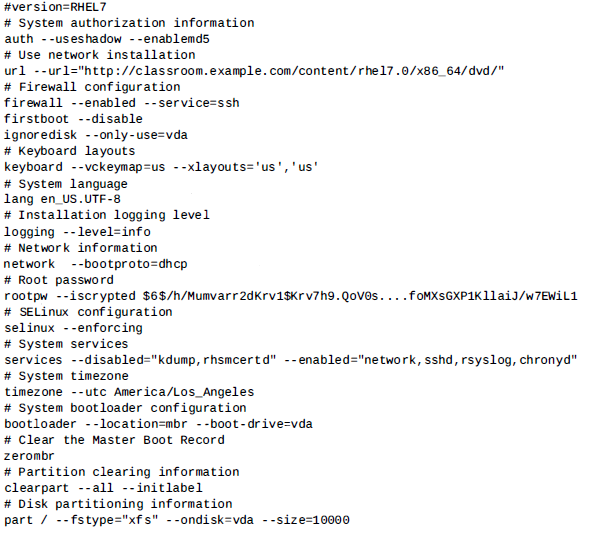 #version=RHEL7
# System authorization information
auth --useshadow --enablemd5
# Use network installation
url --url="http://classroom.example.com/content/rhel7.0/x86_64/dvd/"
# Firewall configuration
firewall --enabled --service=ssh
firstboot --disable
ignoredisk --only-use=vda
# Keyboard layouts
keyboard --vckeymap=us --xlayouts='us','us'
# System language
lang en_US.UTF-8
# Installation logging level
logging --level=info
# Network information
network  --bootproto=dhcp
# Root password
rootpw --iscrypted $6$/h/Mumvarr2dKrv1$Krv7h9.QoV0s....foMXsGXP1KllaiJ/w7EWiL1
# SELinux configuration
selinux --enforcing
# System services
services --disabled="kdump,rhsmcertd" --enabled="network,sshd,rsyslog,chronyd"
# System timezone
timezone --utc America/Los_Angeles
# System bootloader configuration
bootloader --location=mbr --boot-drive=vda
# Clear the Master Boot Record
zerombr
# Partition clearing information
clearpart --all --initlabel
# Disk partitioning information
part / --fstype="xfs" --ondisk=vda --size=10000